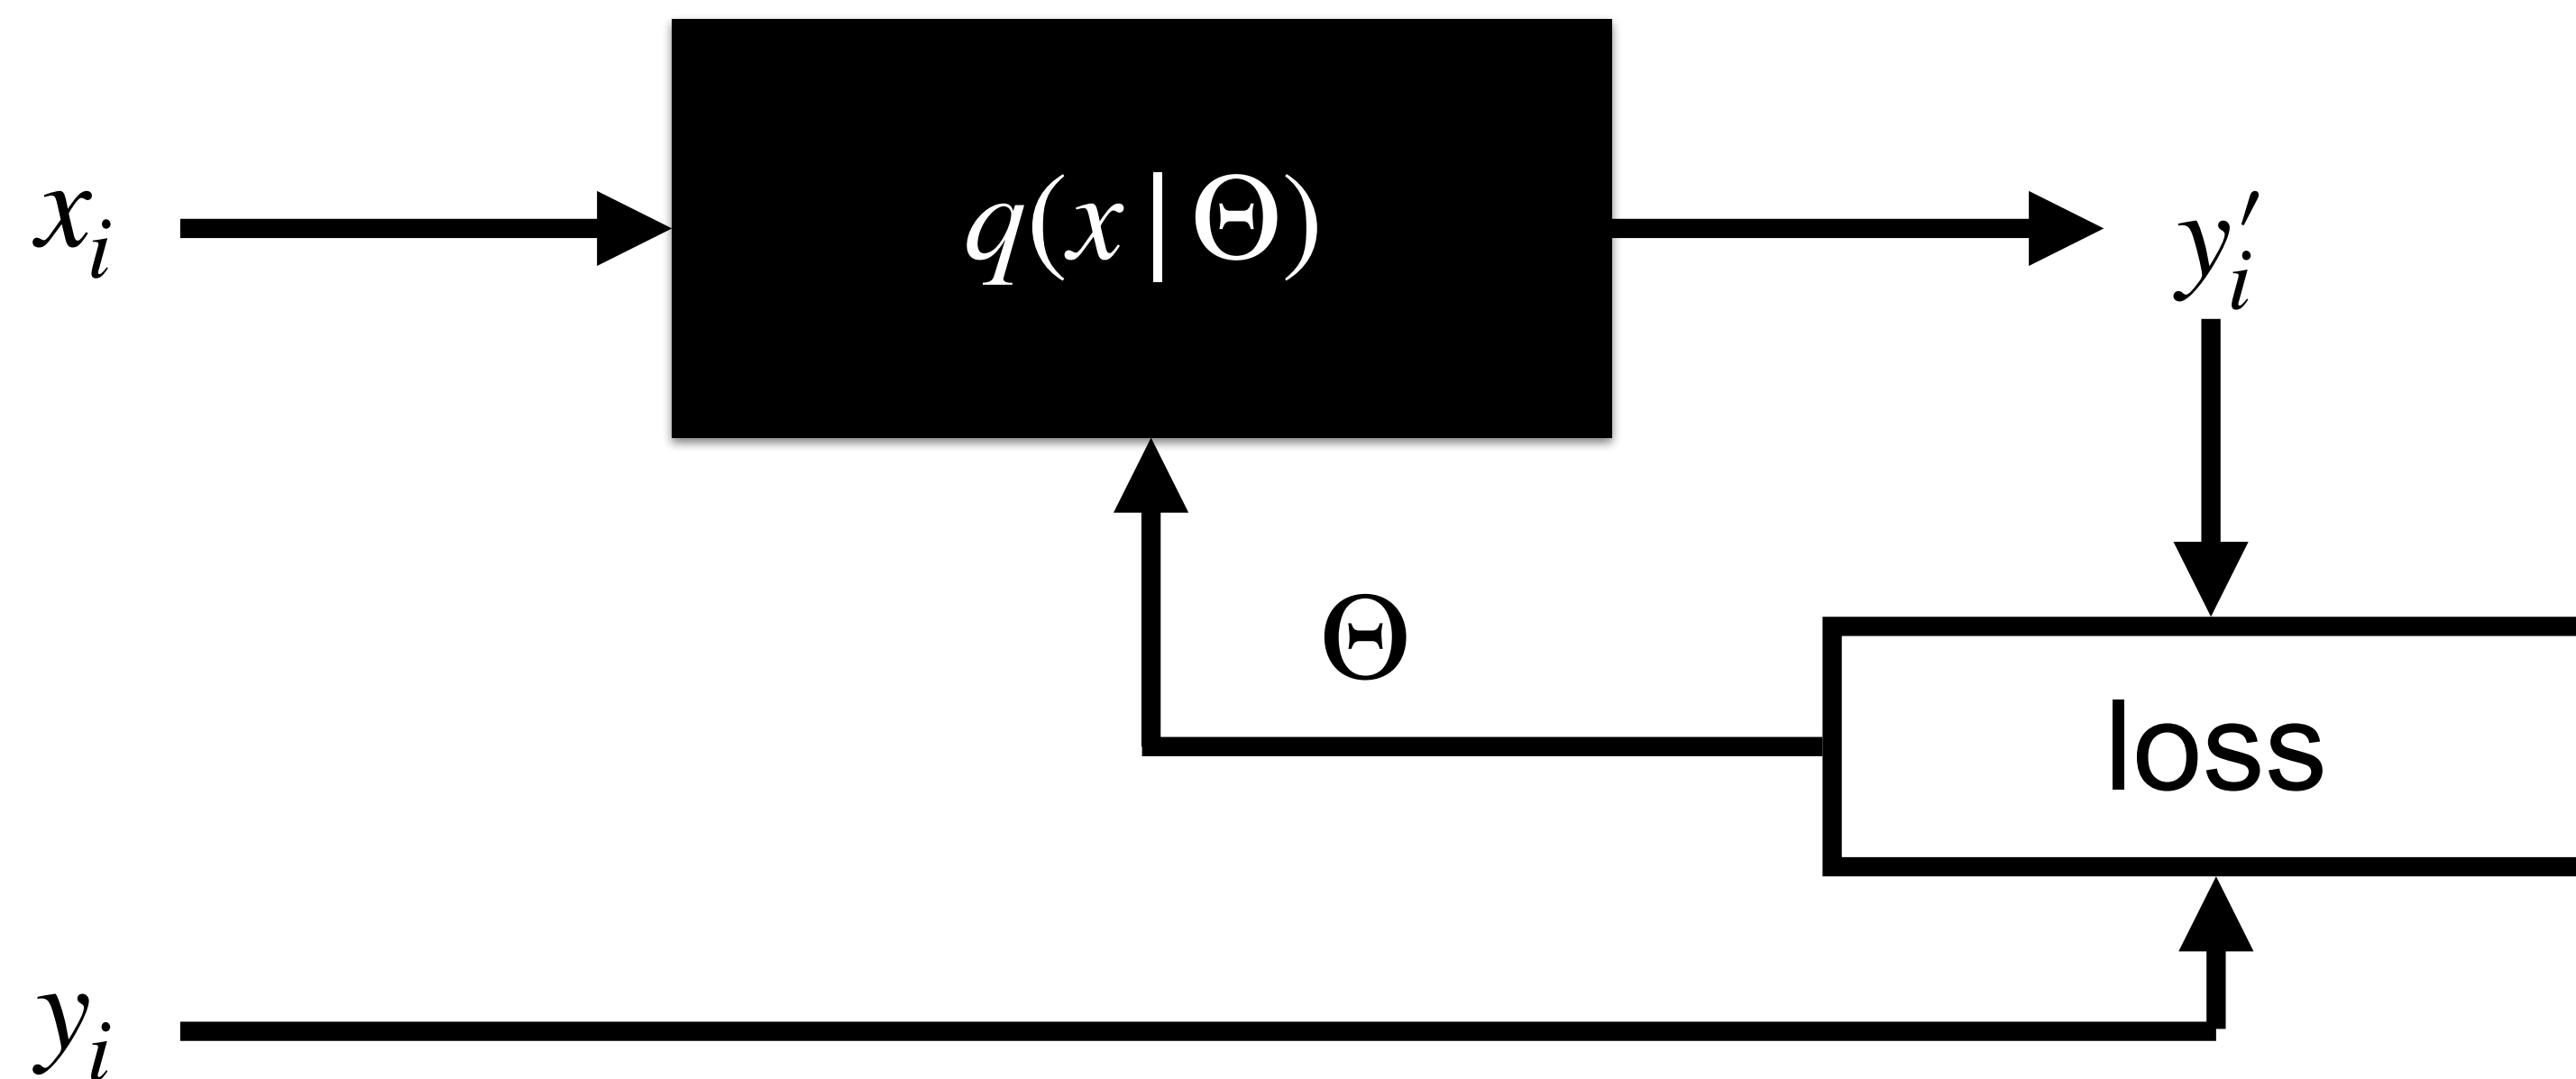 xᵢ
q(x | Θ)
y′ᵢ
Θ
loss
yᵢ